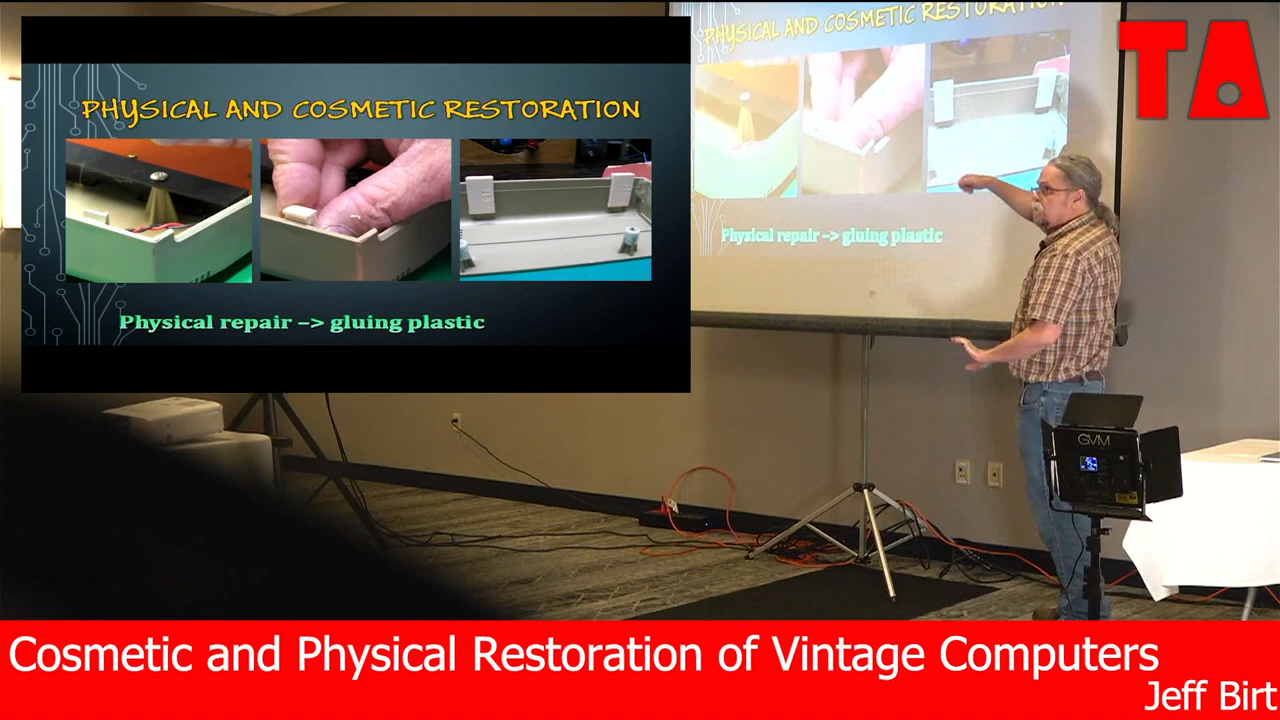 PHYSICAL AND COSMETIC RESTORATION
Physical repair –> gluing plastic
PHYSICAL AND COSMETIC RESTORATION
Physical repair –> gluing plastic
TA
GVM
Cosmetic and Physical Restoration of Vintage Computers
Jeff Birt